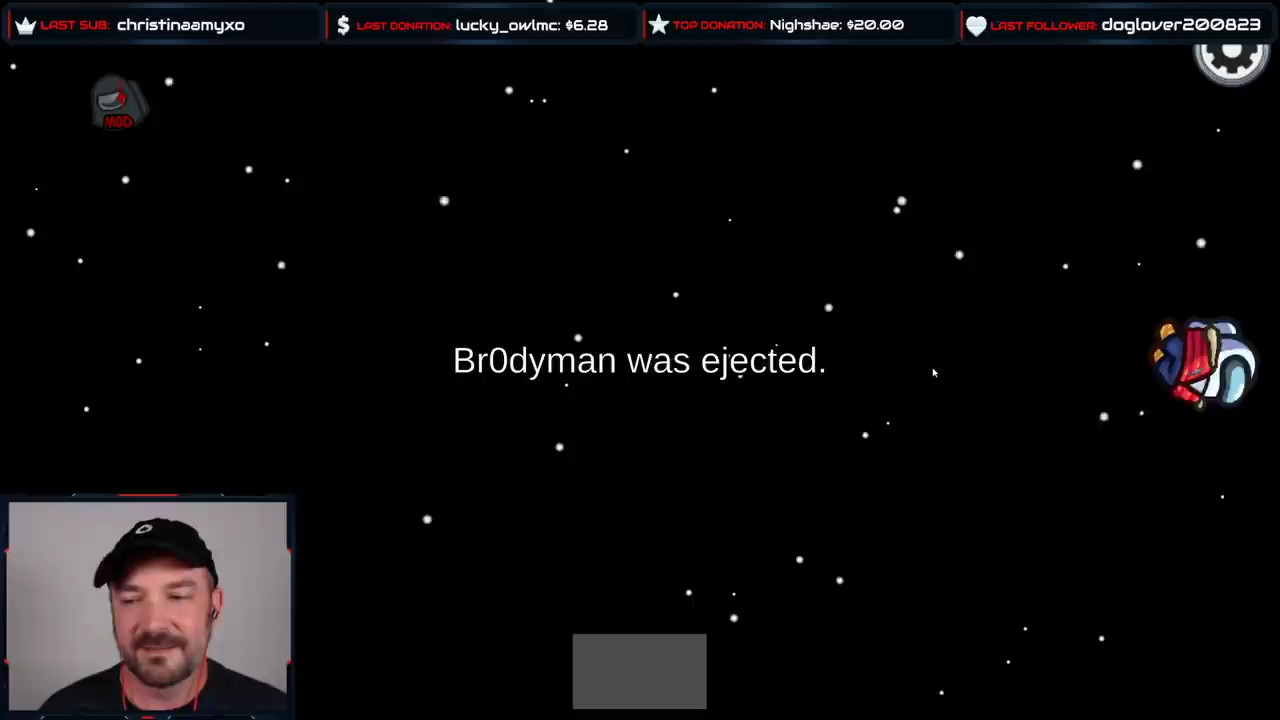 LAST SUB: christinaamyxo
$ LAST DONATION: lucky_owlmc: $6.28
TOP DONATION: Nighshae: $20.00
LAST FOLLOWER: doglover200823
MOD
Br0dyman was ejected.